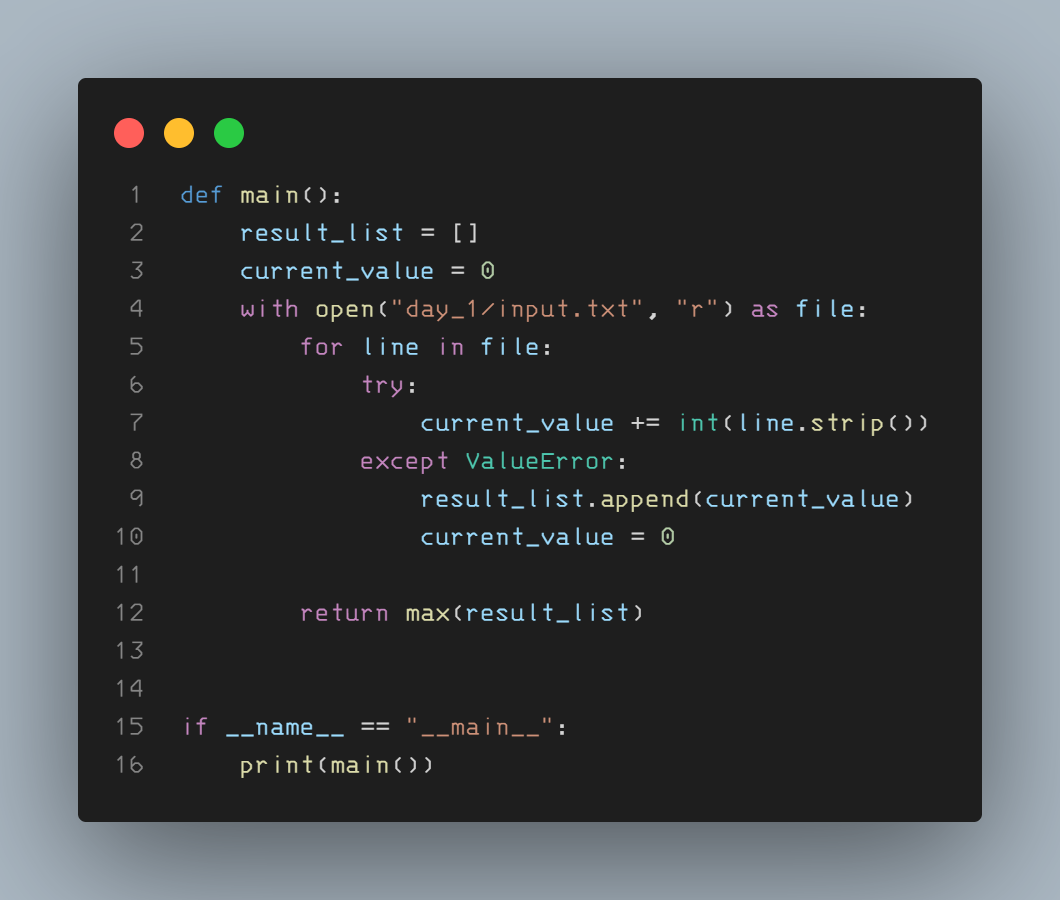 1 def main():
2     result_list = []
3     current_value = 0
4     with open("day_1/input.txt", "r") as file:
5         for line in file:
6             try:
7                 current_value += int(line.strip())
8             except ValueError:
9                 result_list.append(current_value)
10                 current_value = 0
11
12         return max(result_list)
13
14
15 if __name__ == "__main__":
16     print(main())